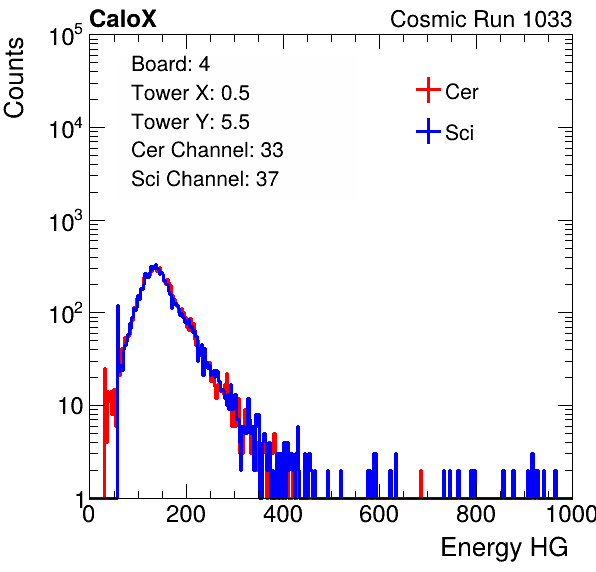 CaloX Cosmic Run 1033
Counts
10^5
10^4
10^3
10^2
10
1
Board: 4
Tower X: 0.5
Tower Y: 5.5
Cer Channel: 33
Sci Channel: 37
Cer
Sci
0 200 400 600 800 1000
Energy HG